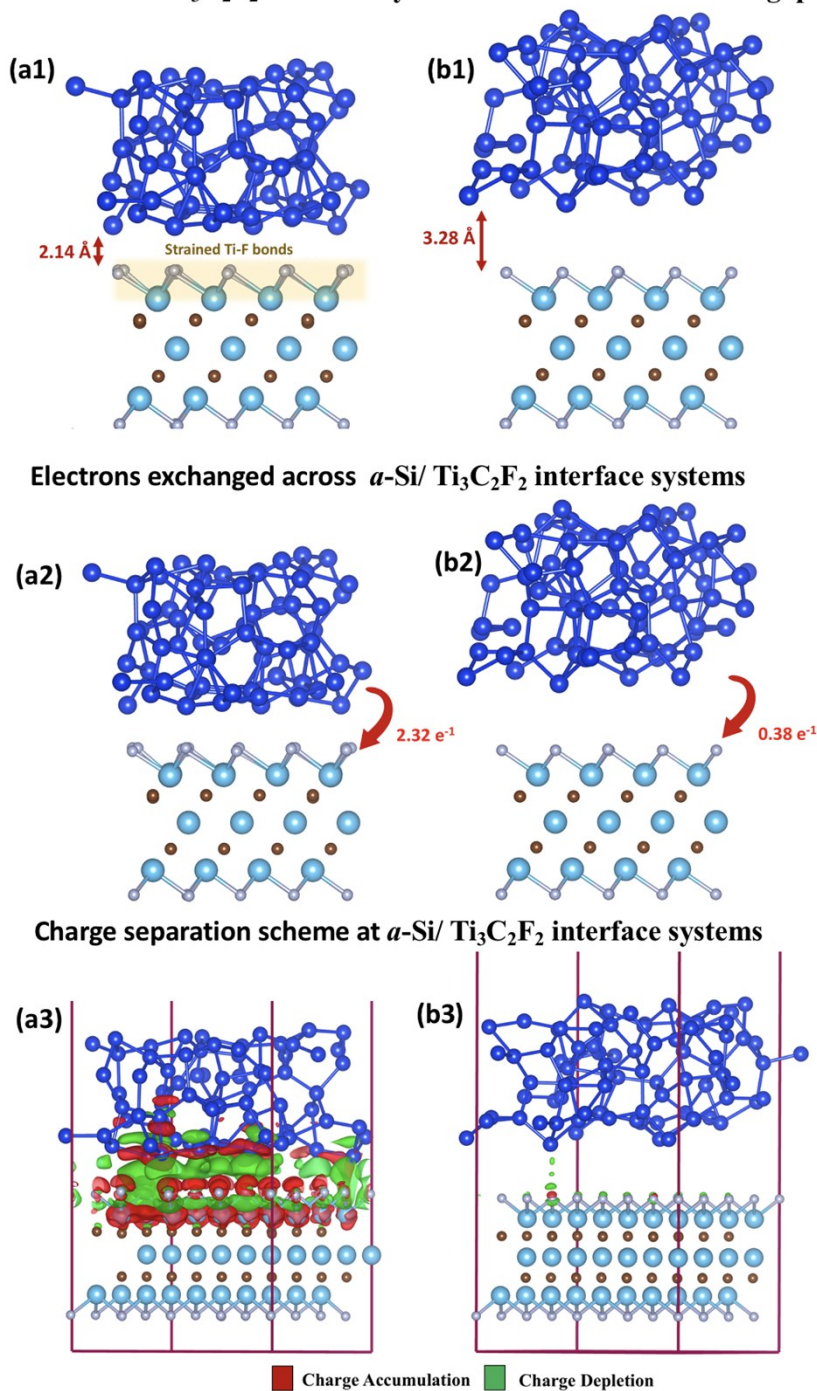 (a1)
(b1)
2.14 Å
Strained Ti-F bonds
3.28 Å
Electrons exchanged across a-Si/ Ti₃C₂F₂ interface systems
(a2)
(b2)
2.32 e⁻¹
0.38 e⁻¹
Charge separation scheme at a-Si/ Ti₃C₂F₂ interface systems
(a3)
(b3)
Charge Accumulation
Charge Depletion